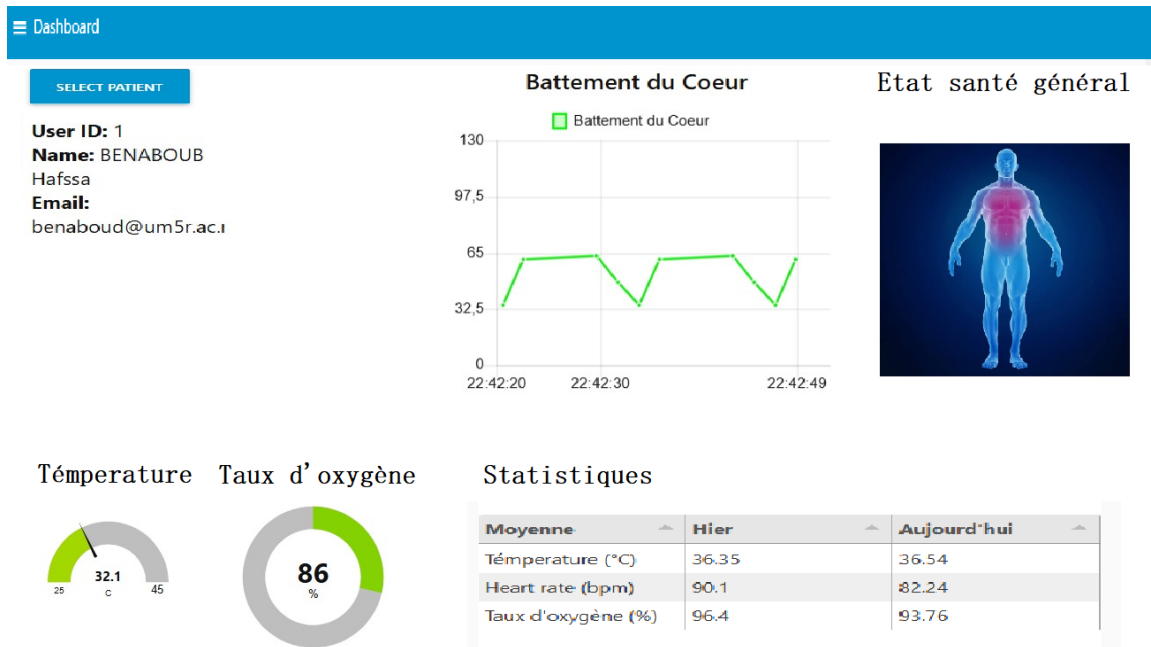 Dashboard
SELECT PATIENT
User ID: 1
Name: BENABOUB
Hafssa
Email:
benaboud@um5r.ac.
Battement du Coeur
Battement du Coeur
130
97,5
65
32,5
0
22:42:20 22:42:30 22:42:49
Etat santé général
Témperature
25 32.1 45
C
Taux d'oxygène
86
%
Statistiques
Moyenne Hier Aujourd'hui
Témperature (°C) 36.35 36.54
Heart rate (bpm) 90.1 82.24
Taux d'oxygène (%) 96.4 93.76